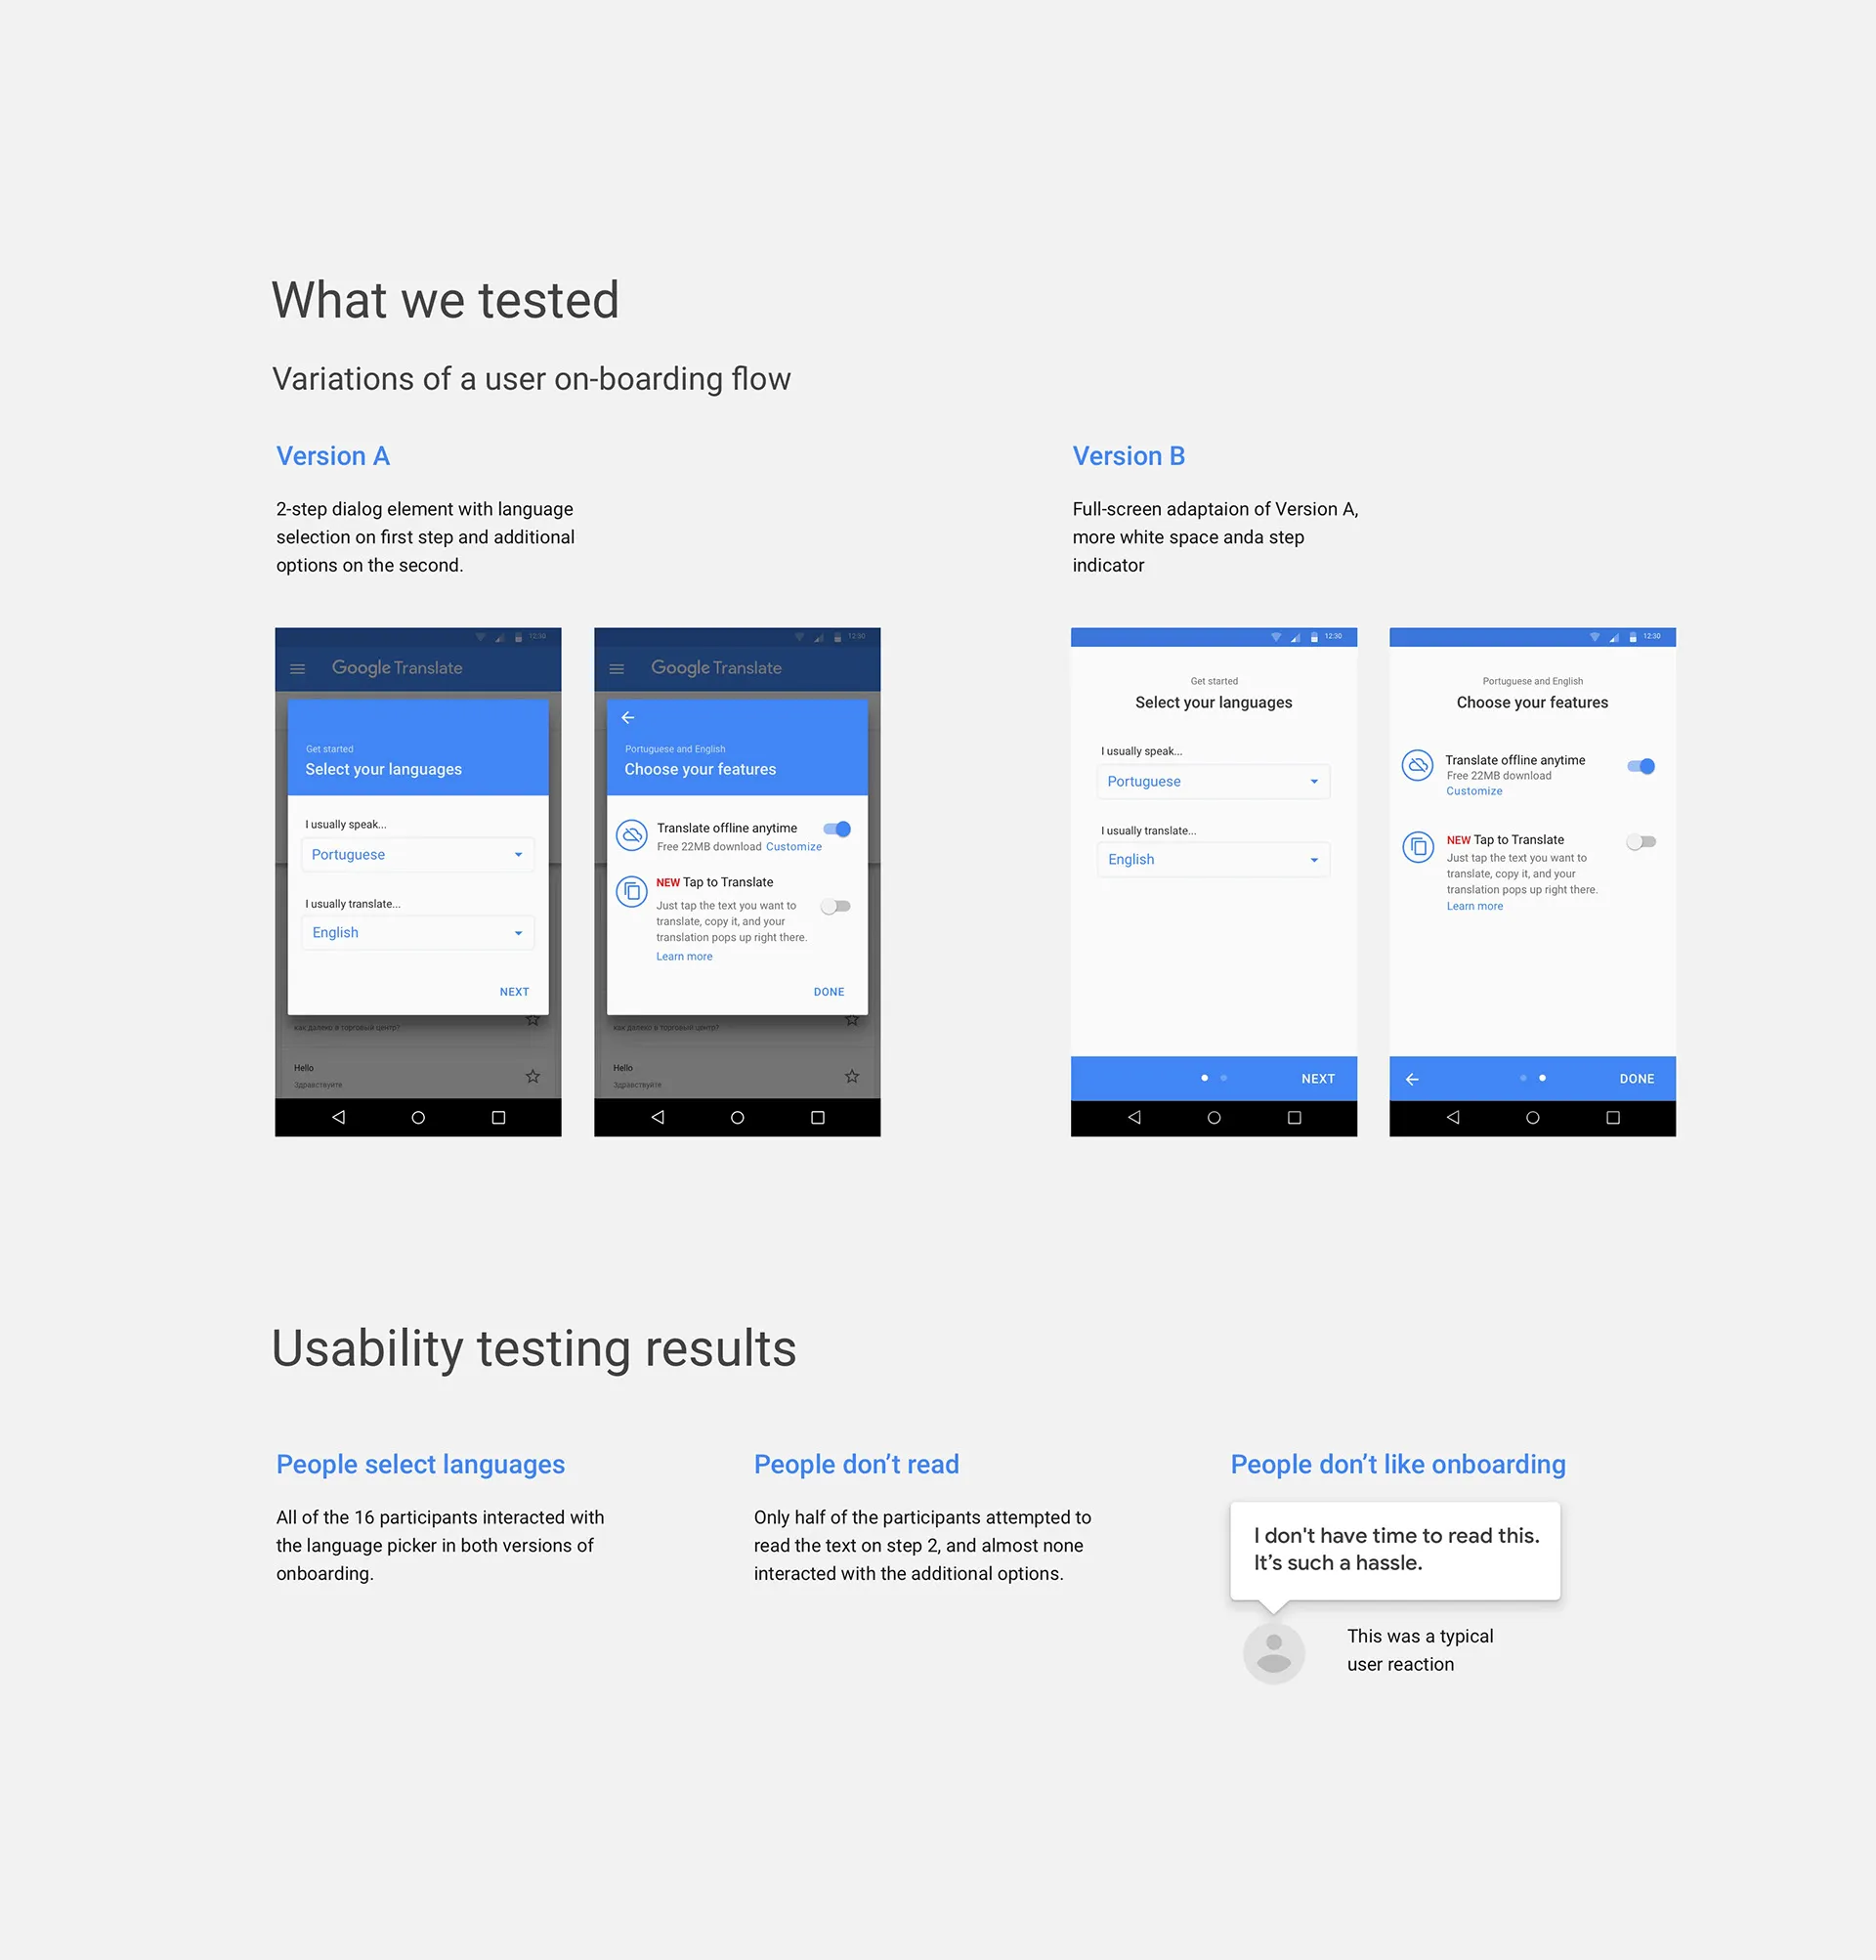 What we tested
Variations of a user on-boarding flow
Version A
2-step dialog element with language
selection on first step and additional
options on the second.
Version B
Full-screen adaptaion of Version A,
more white space anda step
indicator
12:30
Google Translate
Get started
Select your languages
I usually speak...
Portuguese
I usually translate...
English
NEXT
как далеко в торговый центр?
Hello
Здравствуйте
12:30
Google Translate
Portuguese and English
Choose your features
Translate offline anytime
Free 22MB download Customize
NEW Tap to Translate
Just tap the text you want to
translate, copy it, and your
translation pops up right there.
Learn more
DONE
как далеко в торговый центр?
Hello
Здравствуйте
12:30
Get started
Select your languages
I usually speak...
Portuguese
I usually translate...
English
NEXT
12:30
Portuguese and English
Choose your features
Translate offline anytime
Free 22MB download
Customize
NEW Tap to Translate
Just tap the text you want to
translate, copy it, and your
translation pops up right there.
Learn more
DONE
Usability testing results
People select languages
All of the 16 participants interacted with
the language picker in both versions of
onboarding.
People don’t read
Only half of the participants attempted to
read the text on step 2, and almost none
interacted with the additional options.
People don’t like onboarding
I don't have time to read this.
It’s such a hassle.
This was a typical
user reaction